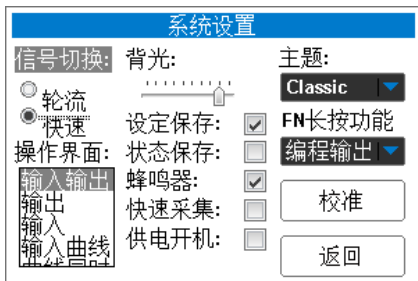 系统设置
信号切换:
轮流
快速
操作界面:
输入输出
输出
输入
输入曲线
背光:
设定保存:
状态保存:
蜂鸣器:
快速采集:
供电开机:
主题:
Classic
FN长按功能
编程输出
校准
返回